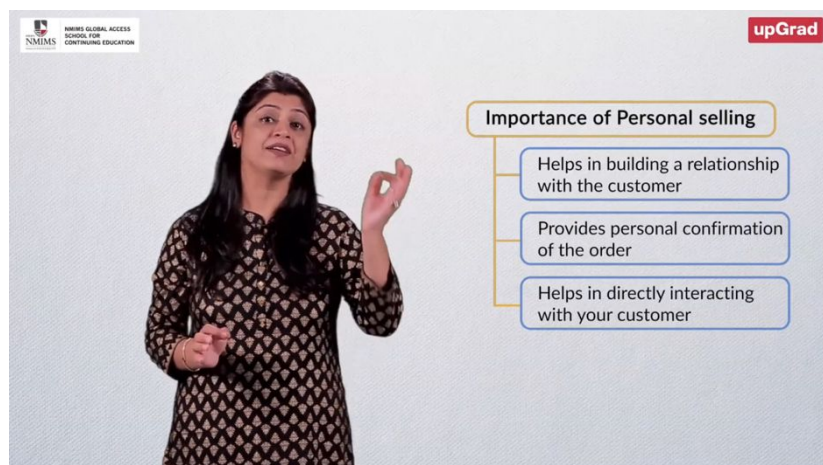 NMIMS
NMIMS GLOBAL ACCESS
SCHOOL FOR
CONTINUING EDUCATION
upGrad
Importance of Personal selling
Helps in building a relationship
with the customer
Provides personal confirmation
of the order
Helps in directly interacting
with your customer